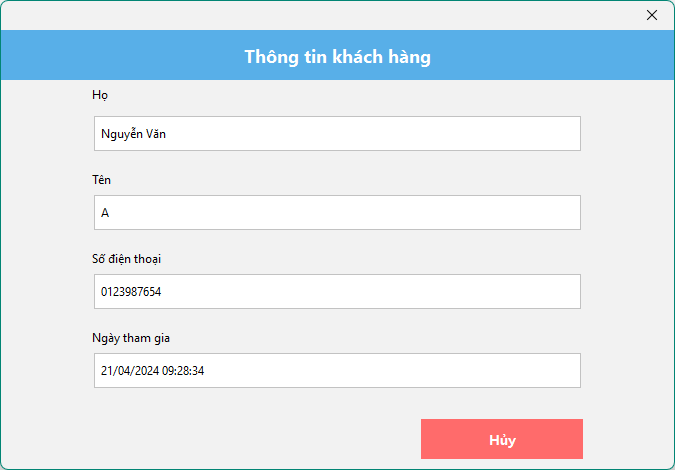 Thông tin khách hàng
Họ
Nguyễn Văn
Tên
A
Số điện thoại
0123987654
Ngày tham gia
21/04/2024 09:28:34
Hủy